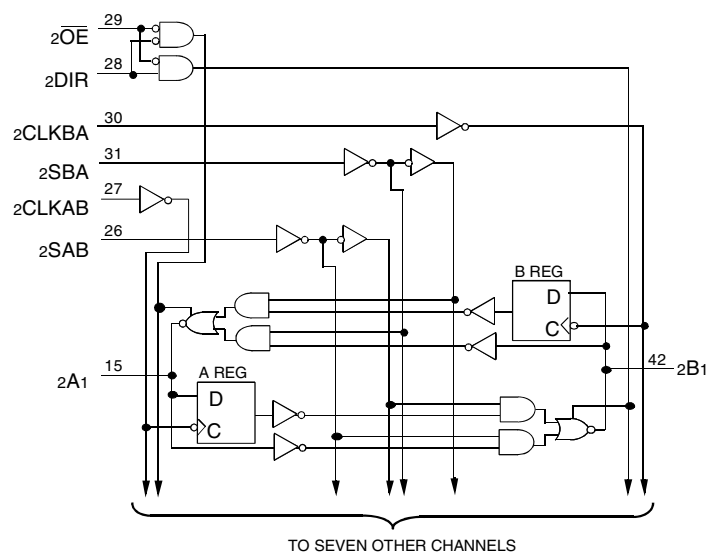 29
2OE
28
2DIR
30
2CLKBA
31
2SBA
27
2CLKAB
26
2SAB
B REG
D
C
15
2A1
42
2B1
A REG
D
C
TO SEVEN OTHER CHANNELS